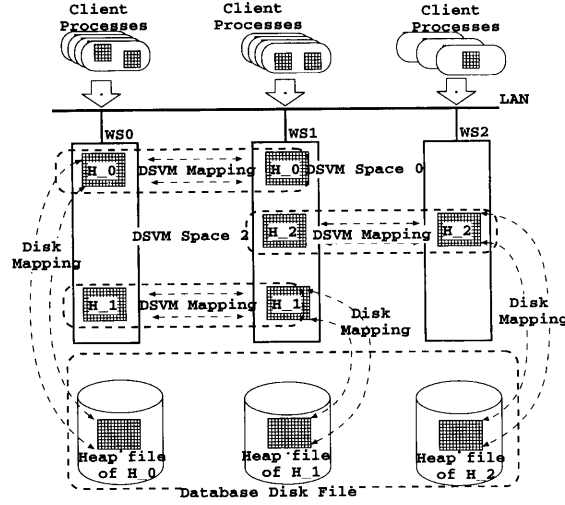 Client Processes
Client Processes
Client Processes
LAN
WS0
WS1
WS2
H_0
DSVM Mapping
H_0
DSVM Space 0
DSVM Space 2
H_2
DSVM Mapping
H_2
Disk Mapping
H_1
DSVM Mapping
H_1
Disk Mapping
Disk Mapping
Heap file of H_0
Heap file of H_1
Heap file of H_2
Database Disk File